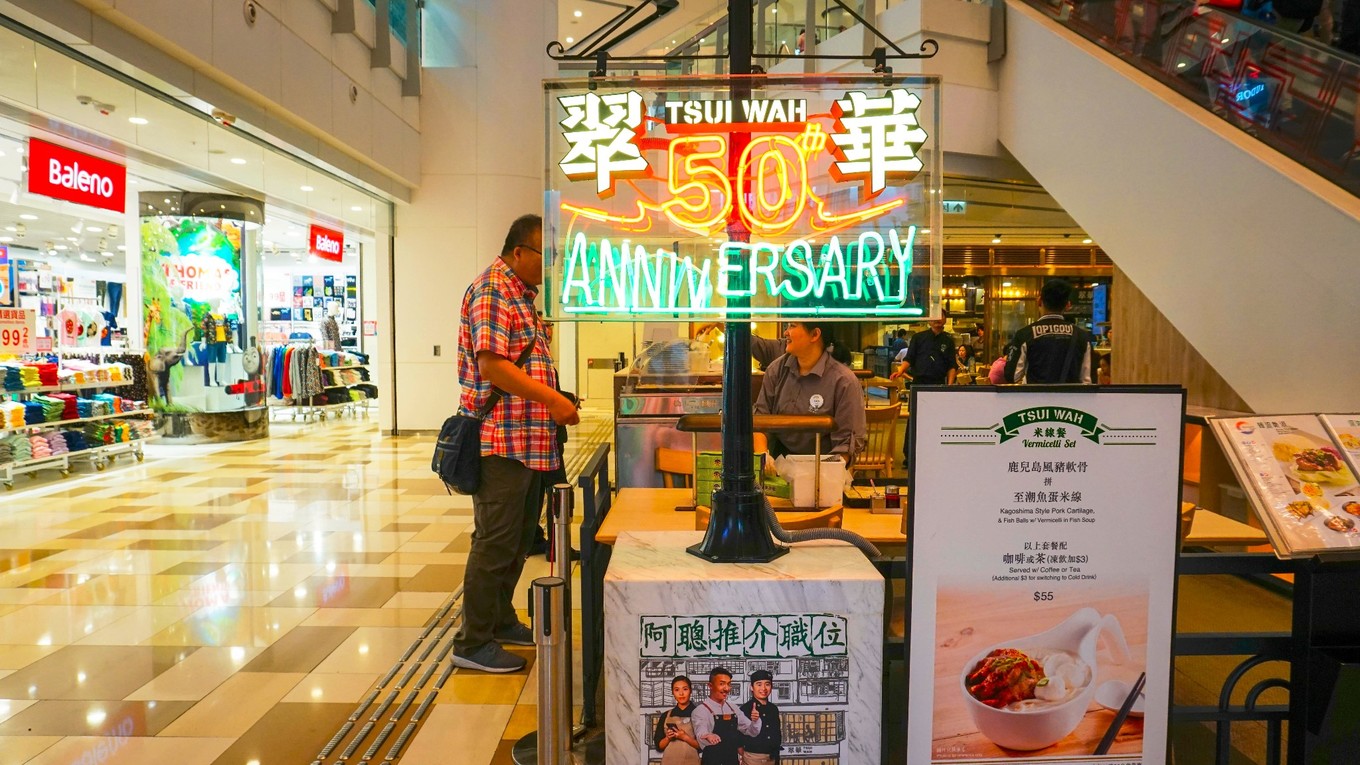 Baleno
Baleno
THOMAS
99.2
翠 TSUI WAH 華
50th
ANNIVERSARY
TSUI WAH
米線餐
Vermicelli Set
鹿兒島風豬軟骨
拼
至潮魚蛋米線
Kagoshima Style Pork Cartilage,
& Fish Balls w/ Vermicelli in Fish Soup
以上套餐配
咖啡或茶(凍飲加$3)
Served w/ Coffee or Tea
(Additional $3 for switching to Cold Drink)
$55
阿聰推介職位